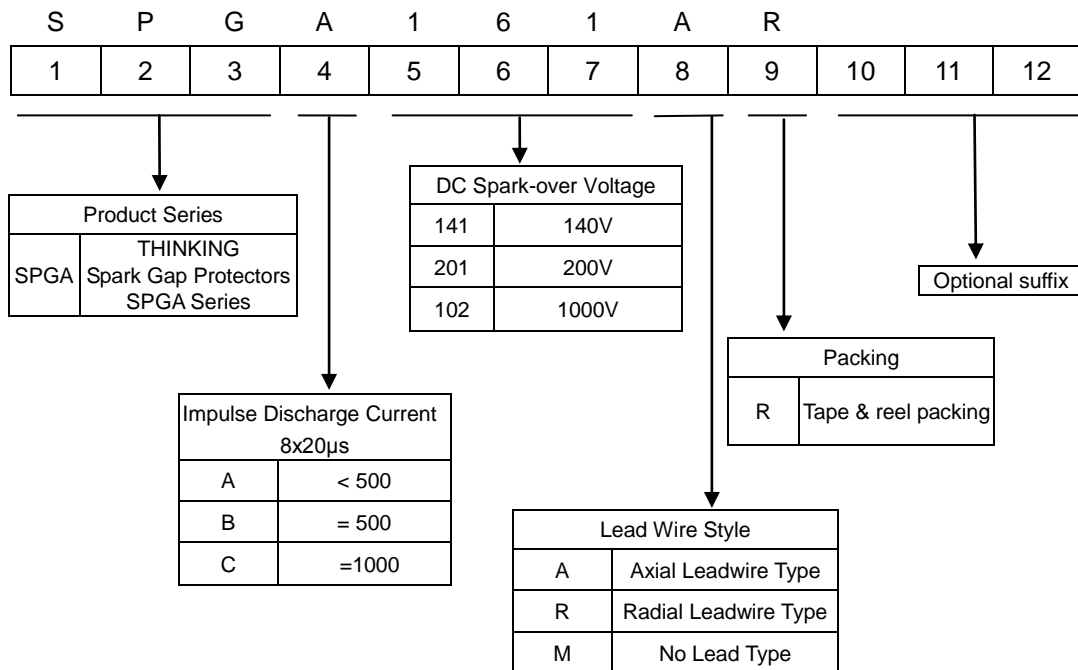 S P G A 1 6 1 A R
1 2 3 4 5 6 7 8 9 10 11 12
Product Series
SPGA
THINKING
Spark Gap Protectors
SPGA Series
DC Spark-over Voltage
141 140V
201 200V
102 1000V
Optional suffix
Packing
R Tape & reel packing
Impulse Discharge Current
8x20µs
A < 500
B = 500
C =1000
Lead Wire Style
A Axial Leadwire Type
R Radial Leadwire Type
M No Lead Type